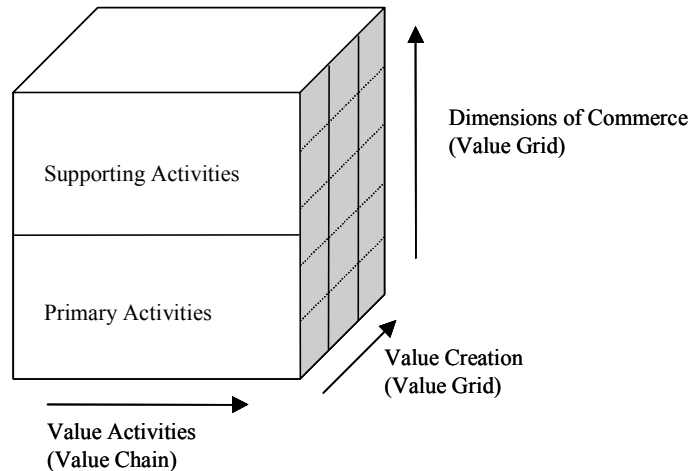 Dimensions of Commerce
(Value Grid)
Supporting Activities
Primary Activities
Value Creation
(Value Grid)
Value Activities
(Value Chain)